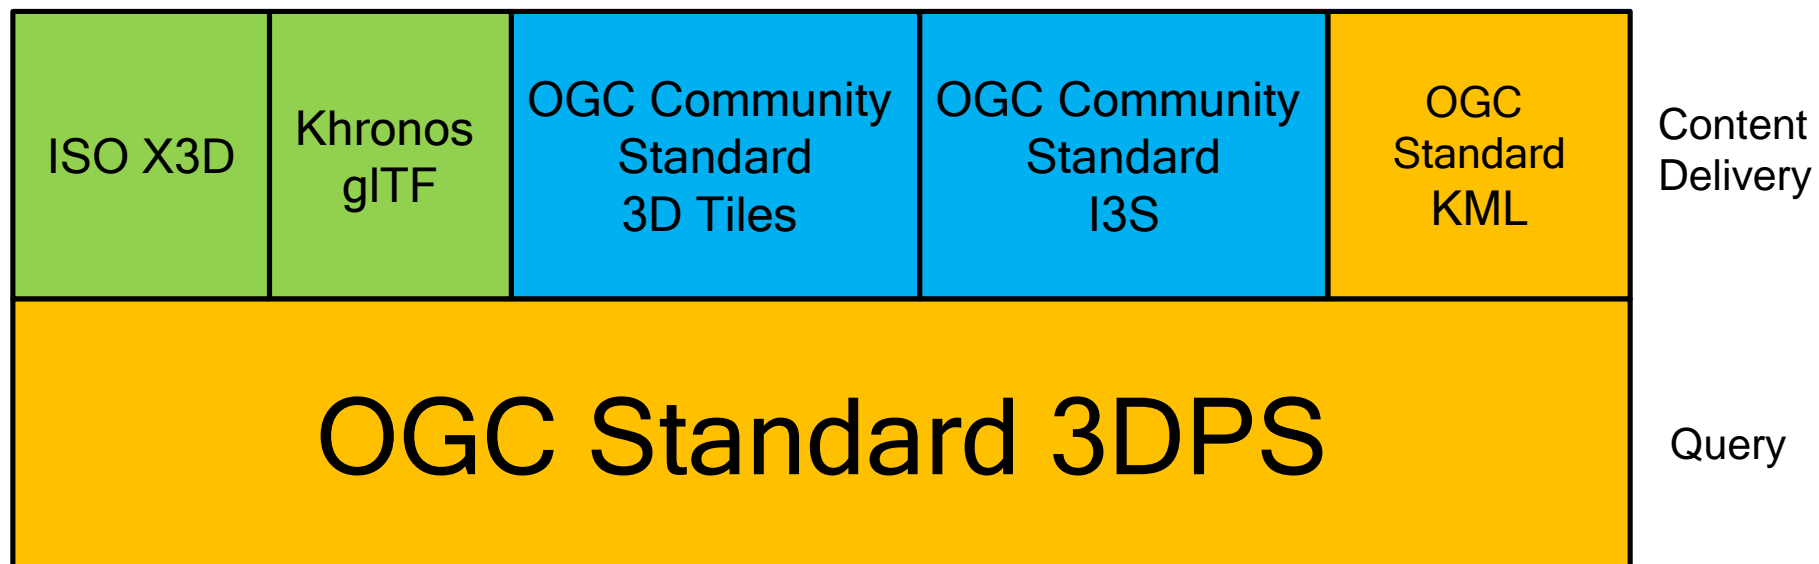 ISO X3D
Khronos
glTF
OGC Community
Standard
3D Tiles
OGC Community
Standard
I3S
OGC
Standard
KML
Content
Delivery
OGC Standard 3DPS
Query